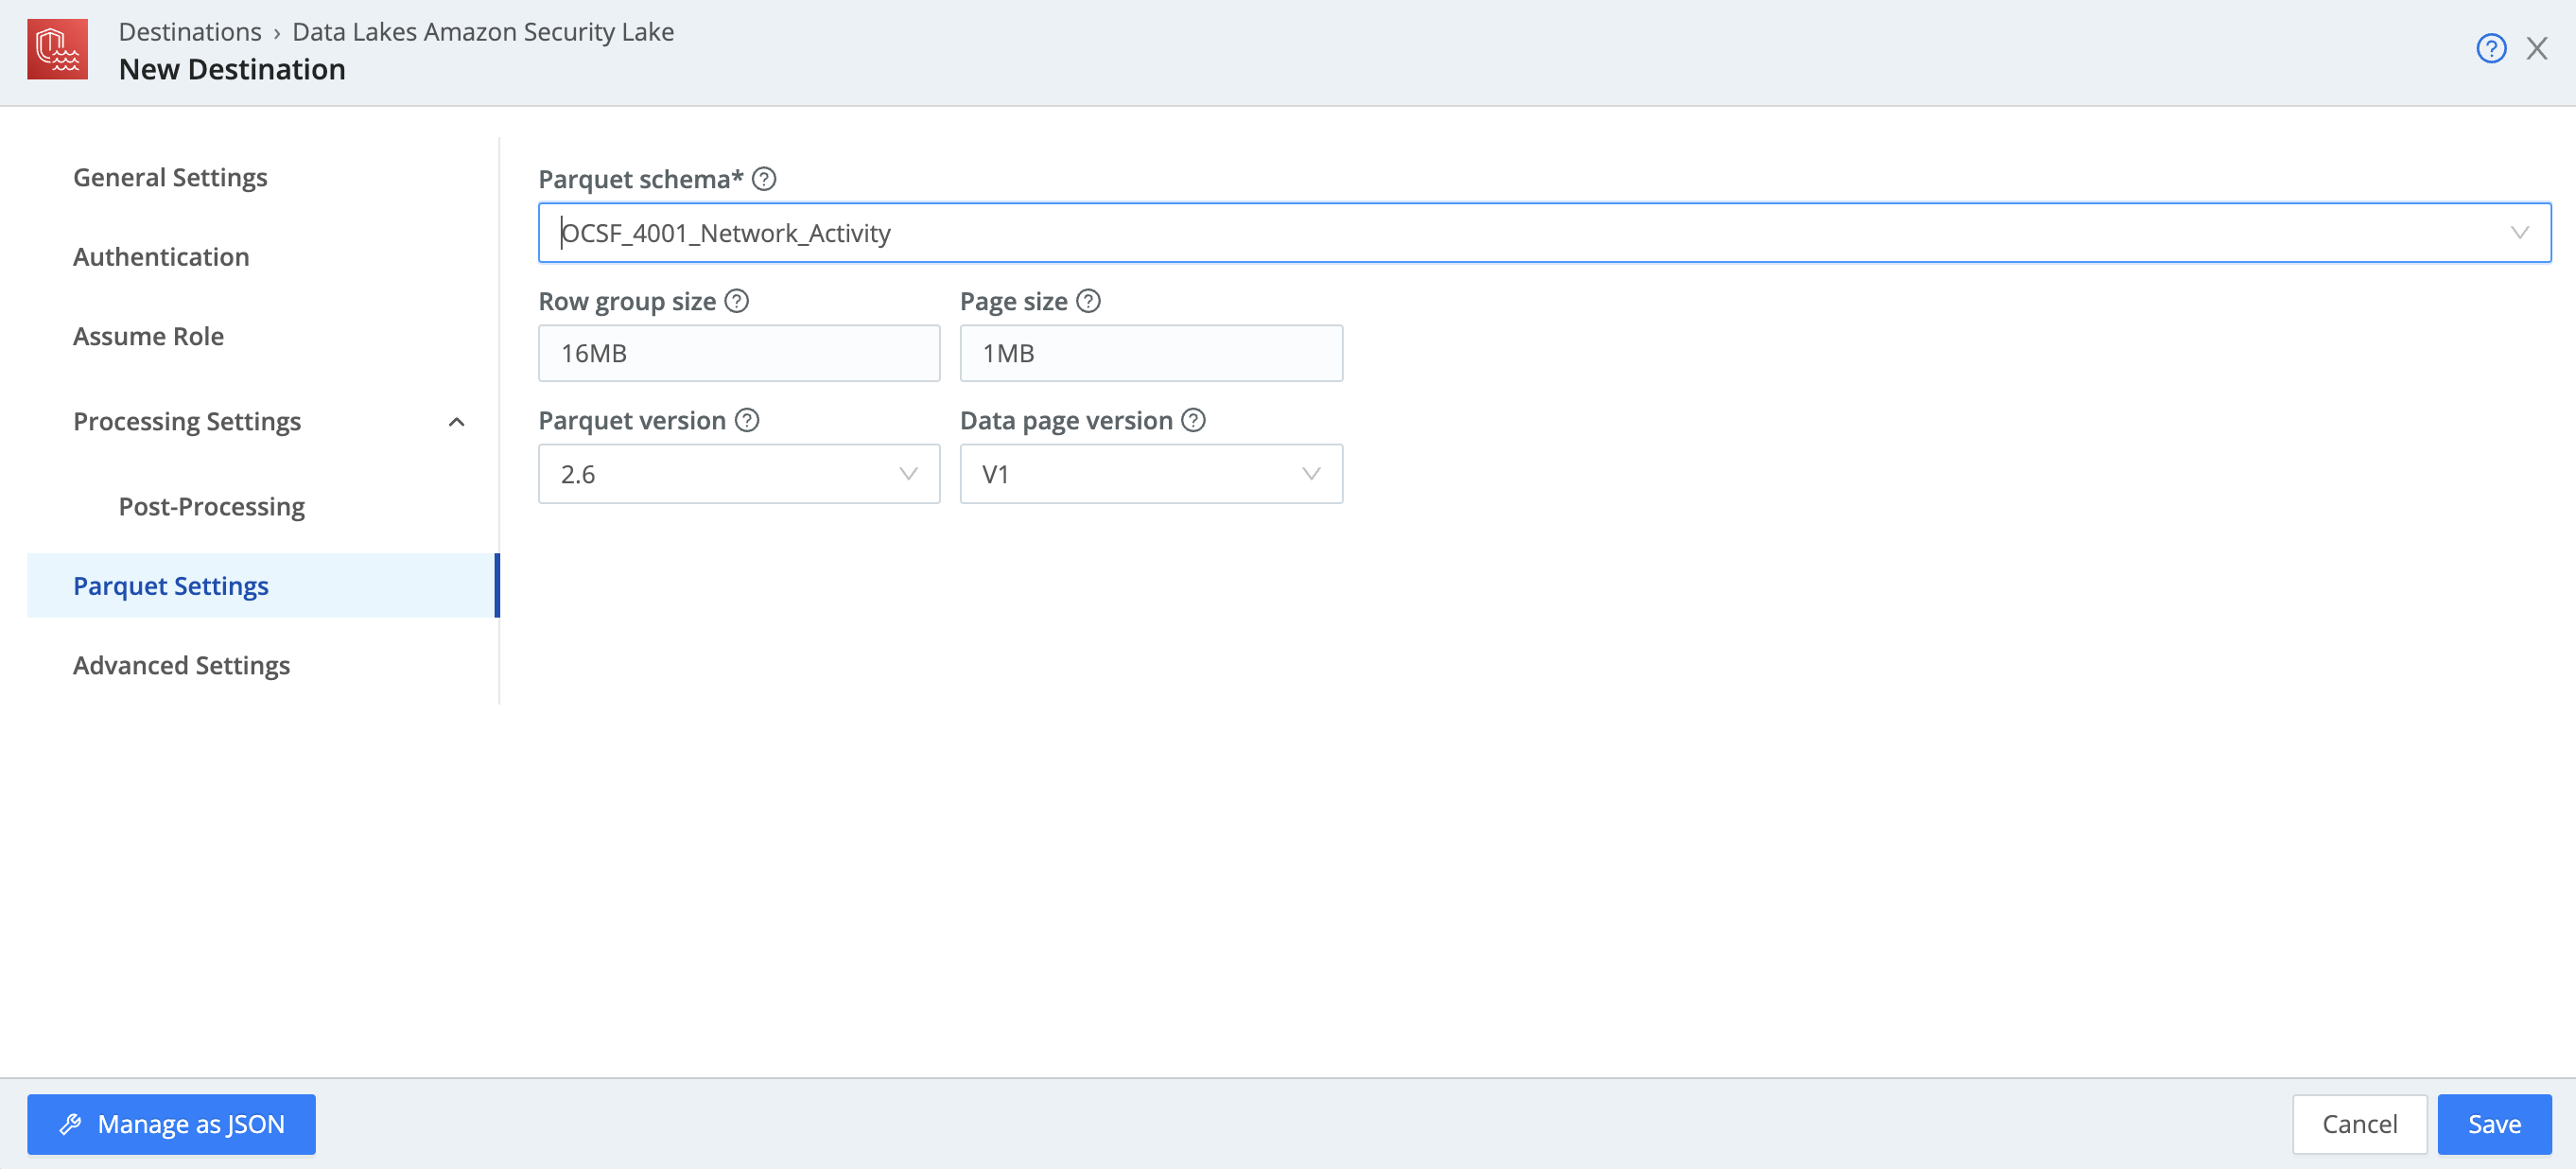 Destinations › Data Lakes Amazon Security Lake
New Destination
General Settings
Authentication
Assume Role
Processing Settings
Post-Processing
Parquet Settings
Advanced Settings
Parquet schema*
OCSF_4001_Network_Activity
Row group size
16MB
Page size
1MB
Parquet version
2.6
Data page version
V1
Manage as JSON
Cancel
Save